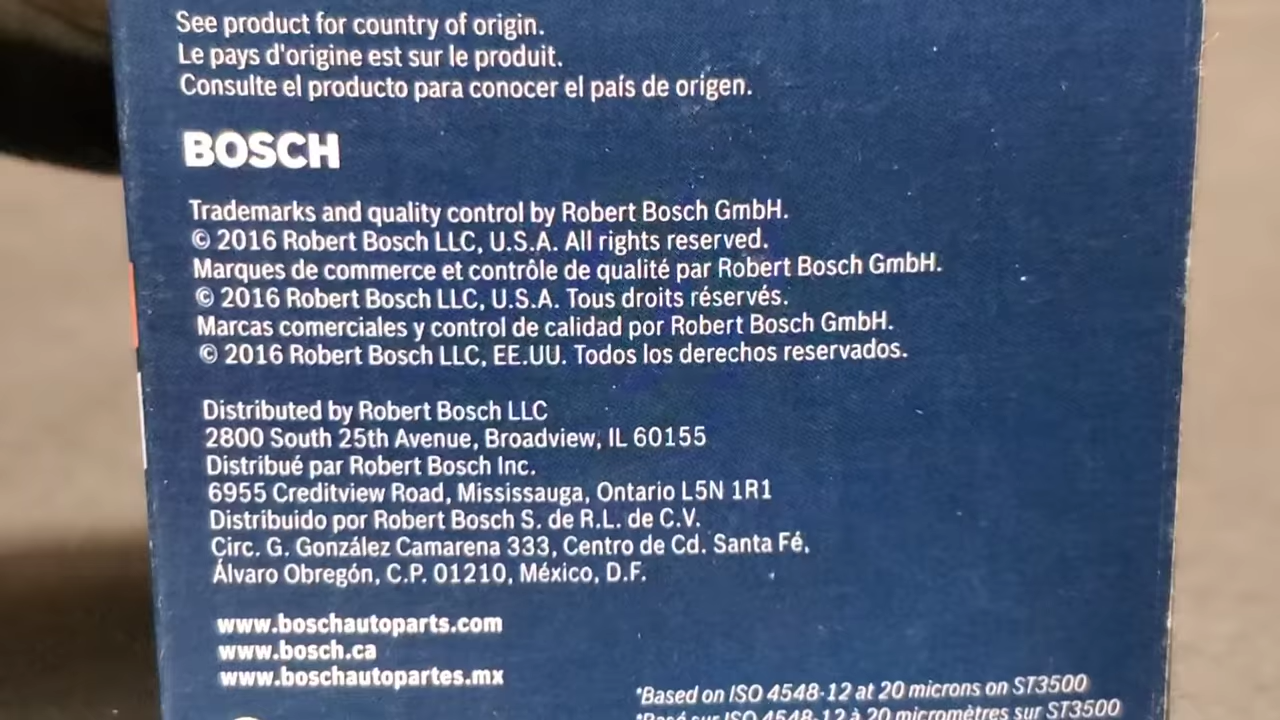 See product for country of origin.
Le pays d'origine est sur le produit.
Consulte el producto para conocer el país de origen.
BOSCH
Trademarks and quality control by Robert Bosch GmbH.
© 2016 Robert Bosch LLC, U.S.A. All rights reserved.
Marques de commerce et contrôle de qualité par Robert Bosch GmbH.
© 2016 Robert Bosch LLC, U.S.A. Tous droits réservés.
Marcas comerciales y control de calidad por Robert Bosch GmbH.
© 2016 Robert Bosch LLC, EE.UU. Todos los derechos reservados.
Distributed by Robert Bosch LLC
2800 South 25th Avenue, Broadview, IL 60155
Distribué par Robert Bosch Inc.
6955 Creditview Road, Mississauga, Ontario L5N 1R1
Distribuido por Robert Bosch S. de R.L. de C.V.
Circ. G. González Camarena 333, Centro de Cd. Santa Fé,
Álvaro Obregón, C.P. 01210, México, D.F.
www.boschautoparts.com
www.bosch.ca
www.boschautopartes.mx
*Based on ISO 4548-12 at 20 microns on ST3500
*Basé sur ISO 4548-12 à 20 micromètres sur ST3500